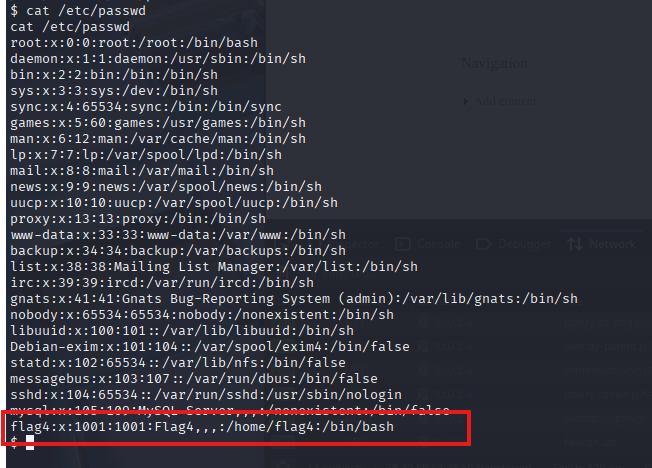 $ cat /etc/passwd
cat /etc/passwd
root:x:0:0:root:/root:/bin/bash
daemon:x:1:1:daemon:/usr/sbin:/bin/sh
bin:x:2:2:bin:/bin:/bin/sh
sys:x:3:3:sys:/dev:/bin/sh
sync:x:4:65534:sync:/bin:/bin/sync
games:x:5:60:games:/usr/games:/bin/sh
man:x:6:12:man:/var/cache/man:/bin/sh
lp:x:7:7:lp:/var/spool/lpd:/bin/sh
mail:x:8:8:mail:/var/mail:/bin/sh
news:x:9:9:news:/var/spool/news:/bin/sh
uucp:x:10:10:uucp:/var/spool/uucp:/bin/sh
proxy:x:13:13:proxy:/bin:/bin/sh
www-data:x:33:33:www-data:/var/www:/bin/sh
backup:x:34:34:backup:/var/backups:/bin/sh
list:x:38:38:Mailing List Manager:/var/list:/bin/sh
irc:x:39:39:ircd:/var/run/ircd:/bin/sh
gnats:x:41:41:Gnats Bug-Reporting System (admin):/var/lib/gnats:/bin/sh
nobody:x:65534:65534:nobody:/nonexistent:/bin/sh
libuuid:x:100:101::/var/lib/libuuid:/bin/sh
Debian-exim:x:101:104::/var/spool/exim4:/bin/false
statd:x:102:65534::/var/lib/nfs:/bin/false
messagebus:x:103:107::/var/run/dbus:/bin/false
sshd:x:104:65534::/var/run/sshd:/usr/sbin/nologin
mysql:x:105:109:MySQL Server,,,:/nonexistent:/bin/false
flag4:x:1001:1001:Flag4,,,:/home/flag4:/bin/bash
$
Navigation
Add content
Console
Debugger
Network